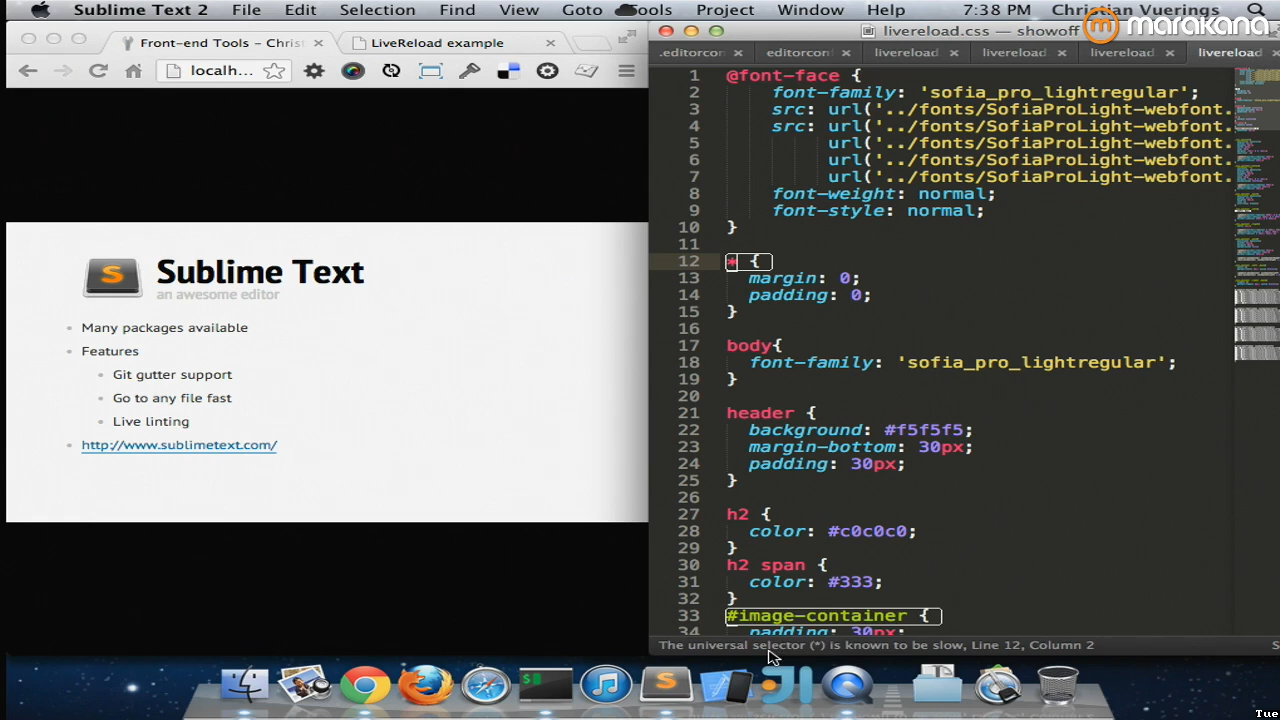 Sublime Text 2 File Edit Selection Find View Goto Tools Project Window Help 7:38 PM Christian Vuerings
marakana
Front-end Tools – Chris
LiveReload example
localh...
Sublime Text
an awesome editor
Many packages available
Features
Git gutter support
Go to any file fast
Live linting
http://www.sublimetext.com/
livereload.css — showoff
.editorcon editorconf livereload livereload livereload livereload
1 @font-face {
2 font-family: 'sofia_pro_lightregular';
3 src: url('../fonts/SofiaProLight-webfont.
4 src: url('../fonts/SofiaProLight-webfont.
5 url('../fonts/SofiaProLight-webfont.
6 url('../fonts/SofiaProLight-webfont.
7 url('../fonts/SofiaProLight-webfont.
8 font-weight: normal;
9 font-style: normal;
10 }
11
12 * {
13 margin: 0;
14 padding: 0;
15 }
16
17 body{
18 font-family: 'sofia_pro_lightregular';
19 }
20
21 header {
22 background: #f5f5f5;
23 margin-bottom: 30px;
24 padding: 30px;
25 }
26
27 h2 {
28 color: #c0c0c0;
29 }
30 h2 span {
31 color: #333;
32 }
33 #image-container {
34 padding: 30px;
The universal selector (*) is known to be slow, Line 12, Column 2
Tue